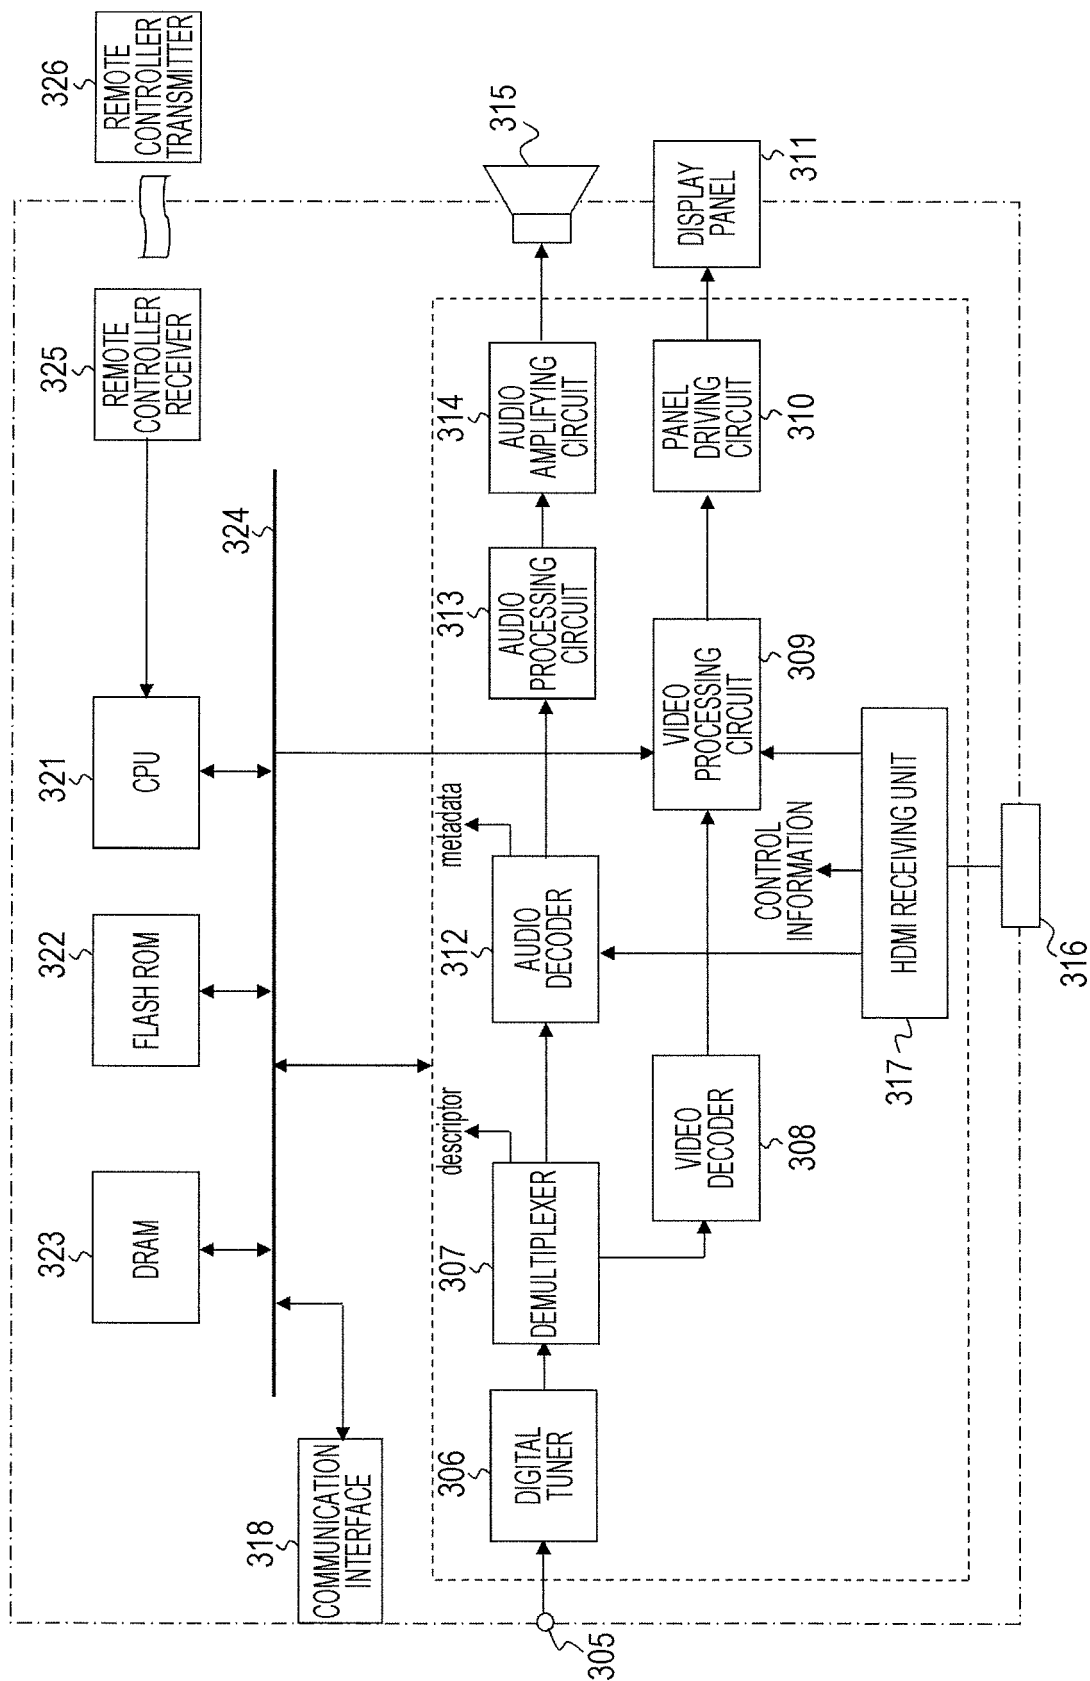 326
REMOTE
CONTROLLER
TRANSMITTER
325
REMOTE
CONTROLLER
RECEIVER
321
CPU
322
FLASH ROM
323
DRAM
324
318
COMMUNICATION
INTERFACE
305
306
DIGITAL
TUNER
307
DEMULTIPLEXER
descriptor
312
AUDIO
DECODER
metadata
313
AUDIO
PROCESSING
CIRCUIT
314
AUDIO
AMPLIFYING
CIRCUIT
315
VIDEO
DECODER
308
VIDEO
PROCESSING
CIRCUIT
309
PANEL
DRIVING
CIRCUIT
310
DISPLAY
PANEL
311
CONTROL
INFORMATION
HDMI RECEIVING UNIT
317
316